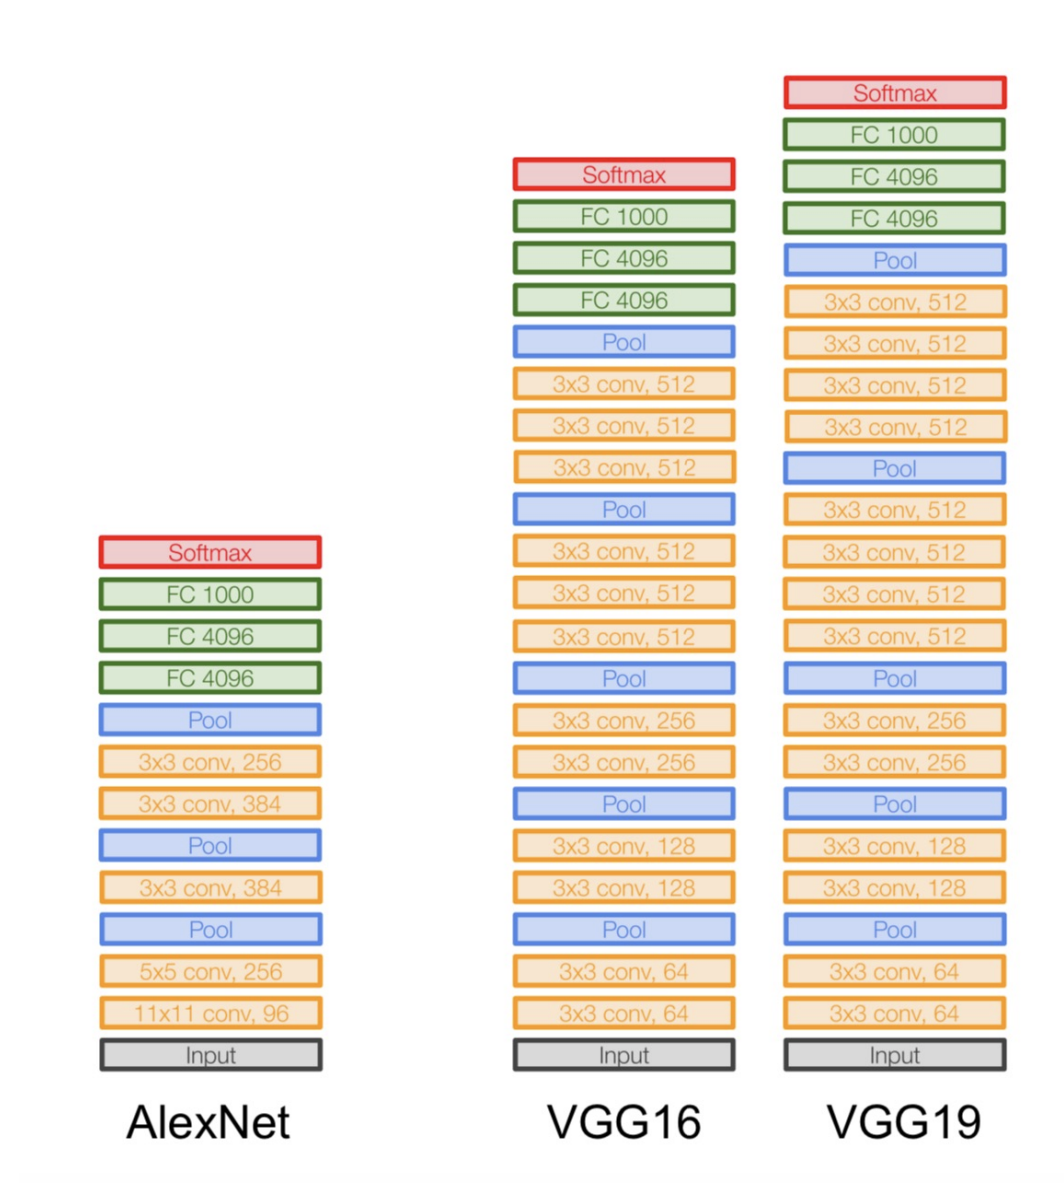 Softmax
FC 1000
FC 4096
FC 4096
Pool
3x3 conv, 256
3x3 conv, 384
Pool
3x3 conv, 384
Pool
5x5 conv, 256
11x11 conv, 96
Input
AlexNet
Softmax
FC 1000
FC 4096
FC 4096
Pool
3x3 conv, 512
3x3 conv, 512
3x3 conv, 512
Pool
3x3 conv, 512
3x3 conv, 512
3x3 conv, 512
Pool
3x3 conv, 256
3x3 conv, 256
Pool
3x3 conv, 128
3x3 conv, 128
Pool
3x3 conv, 64
3x3 conv, 64
Input
VGG16
Softmax
FC 1000
FC 4096
FC 4096
Pool
3x3 conv, 512
3x3 conv, 512
3x3 conv, 512
3x3 conv, 512
Pool
3x3 conv, 512
3x3 conv, 512
3x3 conv, 512
3x3 conv, 512
Pool
3x3 conv, 256
3x3 conv, 256
Pool
3x3 conv, 128
3x3 conv, 128
Pool
3x3 conv, 64
3x3 conv, 64
Input
VGG19